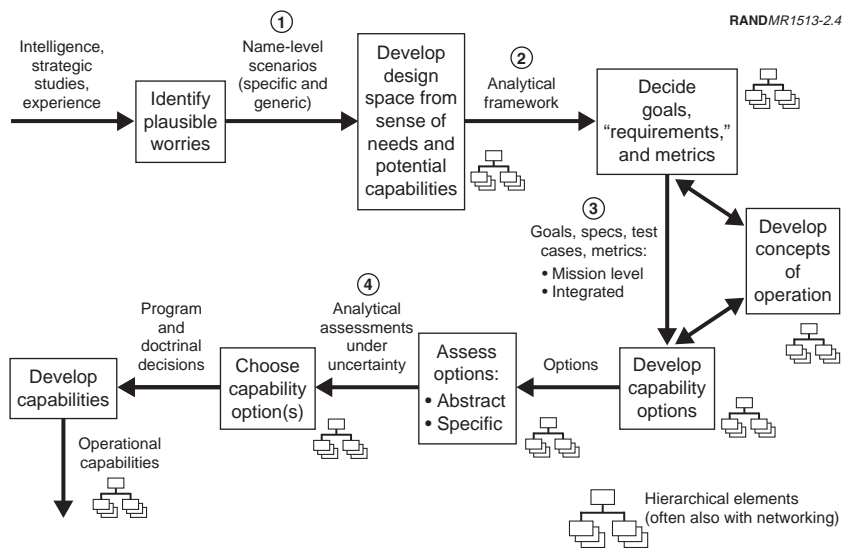 RANDMR1513-2.4
Intelligence,
strategic
studies,
experience
Identify
plausible
worries
1
Name-level
scenarios
(specific and
generic)
Develop
design
space from
sense of
needs and
potential
capabilities
2
Analytical
framework
Decide
goals,
“requirements,”
and metrics
3
Goals, specs, test
cases, metrics:
• Mission level
• Integrated
Develop
concepts
of
operation
Develop
capability
options
Options
Assess
options:
• Abstract
• Specific
4
Analytical
assessments
under
uncertainty
Choose
capability
option(s)
Program
and
doctrinal
decisions
Develop
capabilities
Operational
capabilities
Hierarchical elements
(often also with networking)